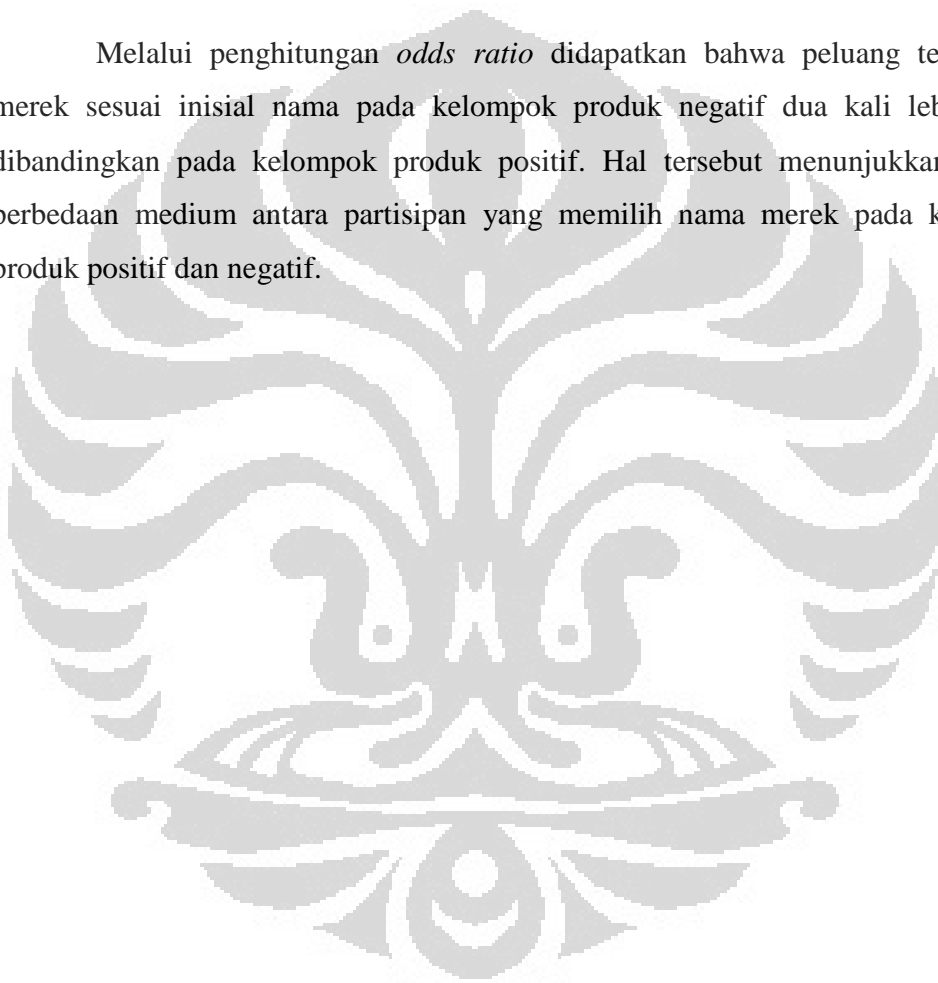 Melalui penghitungan odds ratio didapatkan bahwa peluang te
merek sesuai inisial nama pada kelompok produk negatif dua kali leb
dibandingkan pada kelompok produk positif. Hal tersebut menunjukkan
perbedaan medium antara partisipan yang memilih nama merek pada k
produk positif dan negatif.